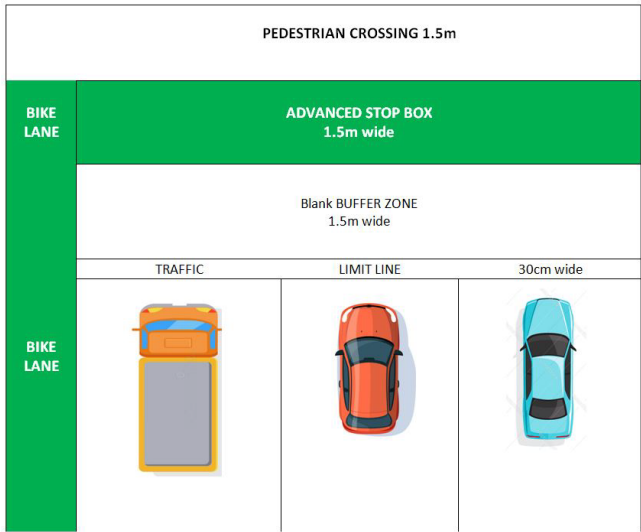 PEDESTRIAN CROSSING 1.5m
BIKE
LANE
ADVANCED STOP BOX
1.5m wide
Blank BUFFER ZONE
1.5m wide
TRAFFIC
LIMIT LINE
30cm wide
BIKE
LANE